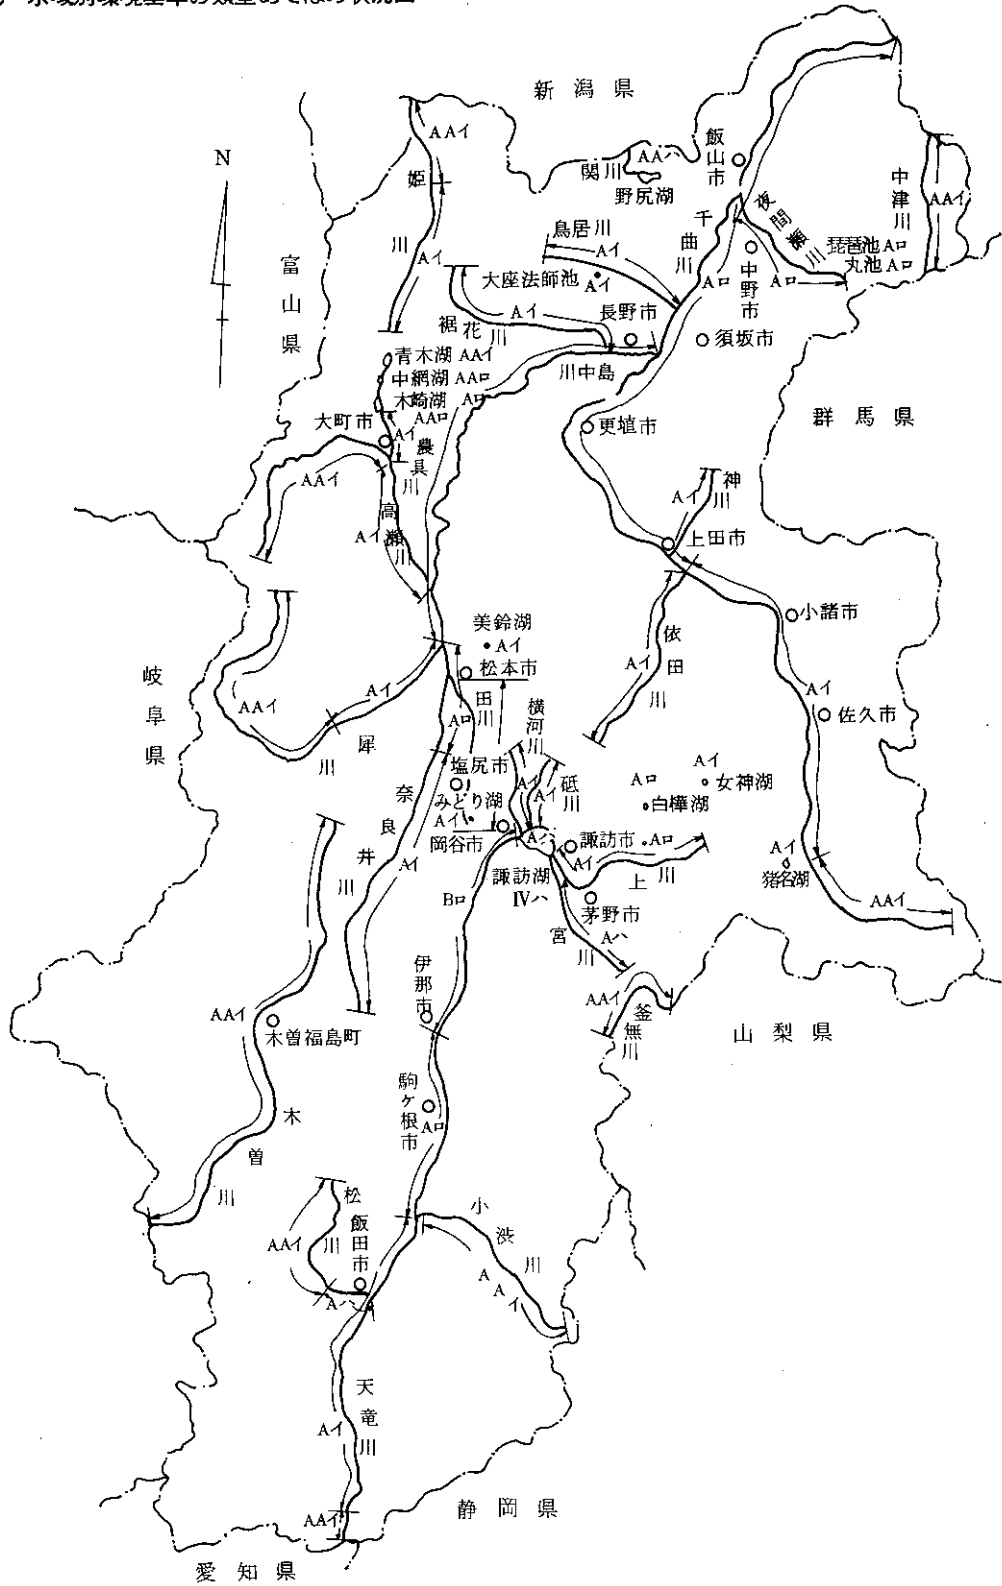 水域別環境基準の類型あてはめ状況図
新潟県
N
富山県
岐阜県
群馬県
山梨県
静岡県
愛知県
AAイ
姫川
Aイ
関川
AAハ
野尻湖
飯山市
中津川
AAイ
鳥居川
Aイ
大座法師池
Aイ
千曲川
Aロ
夜間瀬川
Aロ
琵琶池 Aロ
丸池 Aロ
中野市
長野市
須坂市
Aイ
裾花川
川中島
Aロ
青木湖 AAイ
中綱湖 AAロ
木崎湖
AAロ
大町市
Aイ
農具川
AAイ
高瀬川
Aイ
更埴市
神川
Aイ
上田市
小諸市
依田川
Aイ
Aイ
佐久市
美鈴湖
Aイ
松本市
田川
Aロ
AAイ
Aイ
犀川
横河川
Aイ
砥川
Aイ
塩尻市
みどり湖
Aイ
岡谷市
奈良井川
Aイ
Aハ
諏訪湖
Ⅳハ
諏訪市
Aロ
Aイ
上川
茅野市
Aハ
宮川
Aロ
白樺湖
Aイ
女神湖
Aイ
猪名湖
AAイ
AAイ
釜無川
Bロ
伊那市
AAイ
木曽福島町
木曽川
駒ケ根市
Aロ
松川
飯田市
AAイ
Aハ
小渋川
AAイ
天竜川
Aイ
AAイ